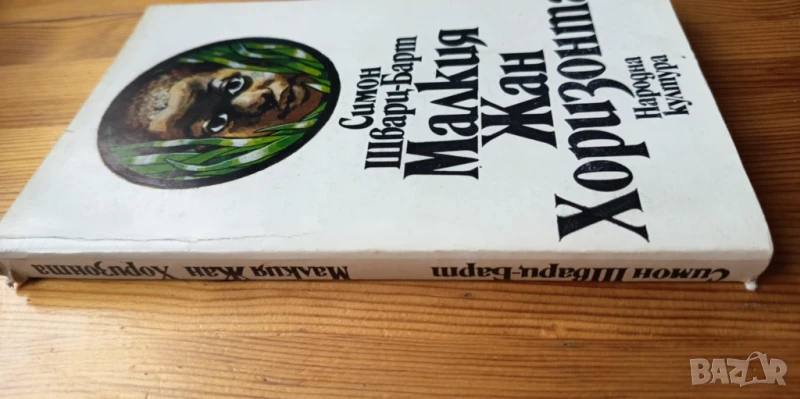 Симон
Шварц-Барт
Малкия
Жан
Хоризонта
Народна
култура
Симон Шварц-Барт
Малкия Жан Хоризонта
BAZAR